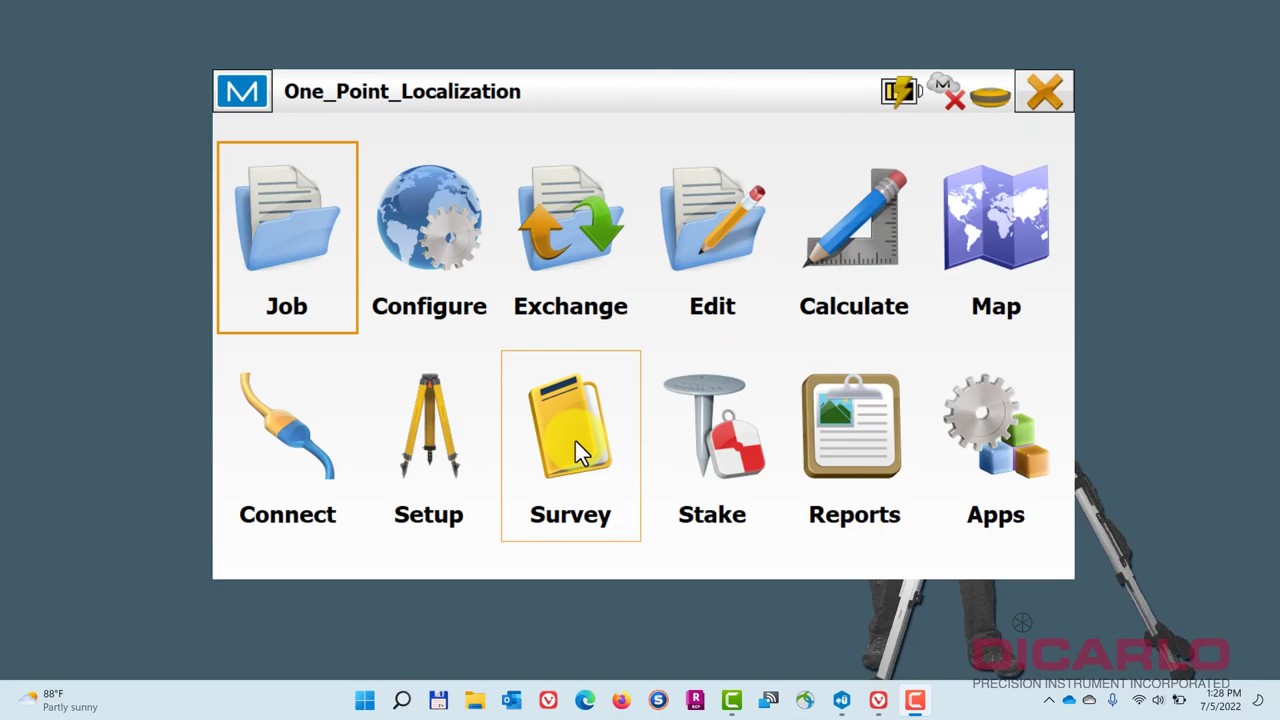 One_Point_Localization
Job
Configure
Exchange
Edit
Calculate
Map
Connect
Setup
Survey
Stake
Reports
Apps
DICARLO
PRECISION INSTRUMENT INCORPORATED
88°F
Partly sunny
1:28 PM
7/5/2022